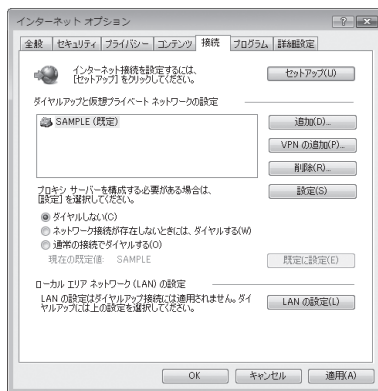 インターネット オプション
全般 セキュリティ プライバシー コンテンツ 接続 プログラム 詳細設定
インターネット接続を設定するには、
[セットアップ] をクリックしてください。
セットアップ(U)
ダイヤルアップと仮想プライベート ネットワークの設定
SAMPLE (既定)
追加(D)...
VPN の追加(P)...
削除(R)...
プロキシ サーバーを構成する必要がある場合は、
[設定] を選択してください。
設定(S)
ダイヤルしない(C)
ネットワーク接続が存在しないときには、ダイヤルする(W)
通常の接続でダイヤルする(O)
現在の既定値: SAMPLE
既定に設定(E)
ローカル エリア ネットワーク (LAN) の設定
LAN の設定はダイヤルアップ接続には適用されません。ダイ
ヤルアップには上の設定を選択してください。
LAN の設定(L)
OK キャンセル 適用(A)